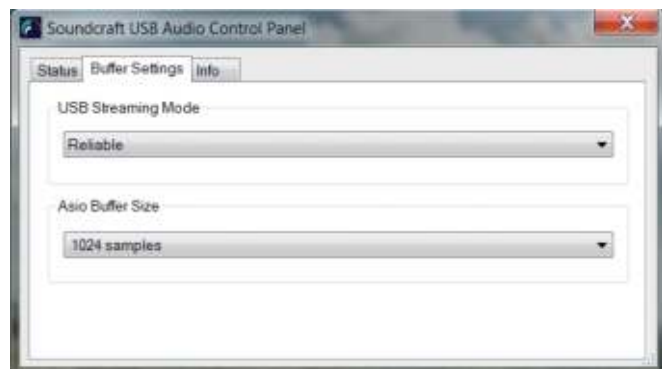 Soundcraft USB Audio Control Panel
Status Buffer Settings Info
USB Streaming Mode
Reliable
Asio Buffer Size
1024 samples